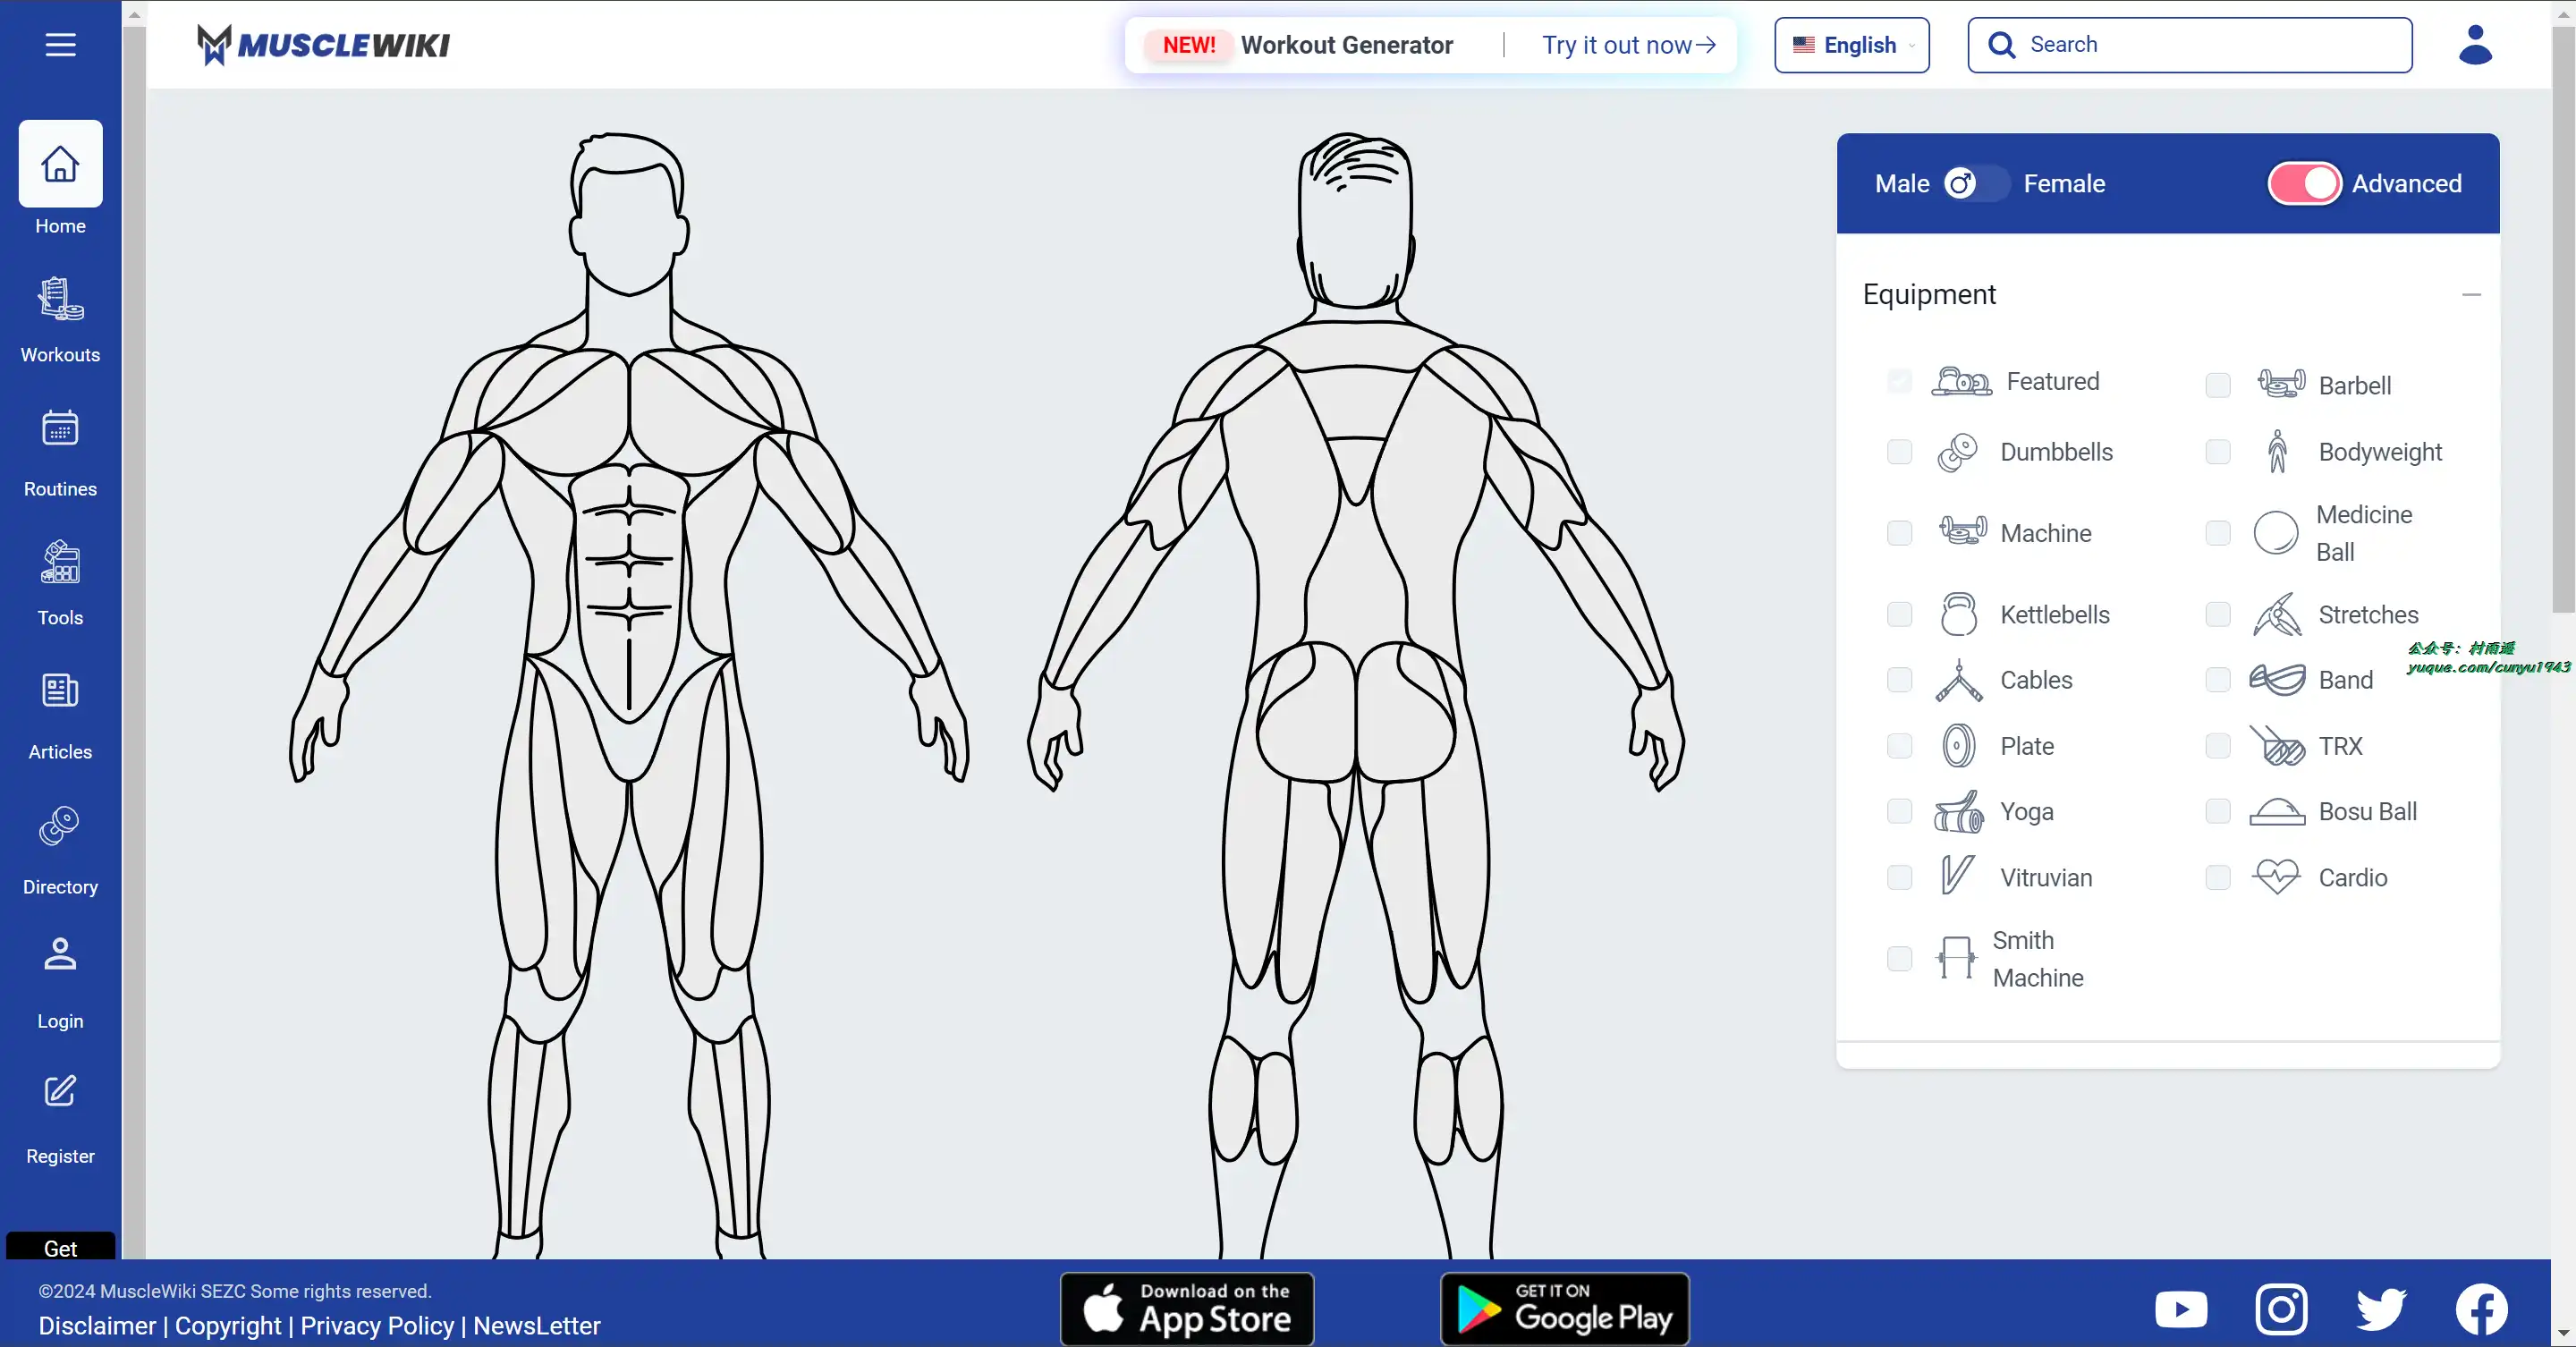 MUSCLEWIKI
NEW! Workout Generator | Try it out now→
English
Search
Home
Workouts
Routines
Tools
Articles
Directory
Login
Register
Get
Male
Female
Advanced
Equipment
Featured
Barbell
Dumbbells
Bodyweight
Machine
Medicine
Ball
Kettlebells
Stretches
Cables
Band
Plate
TRX
Yoga
Bosu Ball
Vitruvian
Cardio
Smith
Machine
公众号：村雨遥
yuque.com/cunyu1943
©2024 MuscleWiki SEZC Some rights reserved.
Disclaimer | Copyright | Privacy Policy | NewsLetter
Download on the
App Store
GET IT ON
Google Play